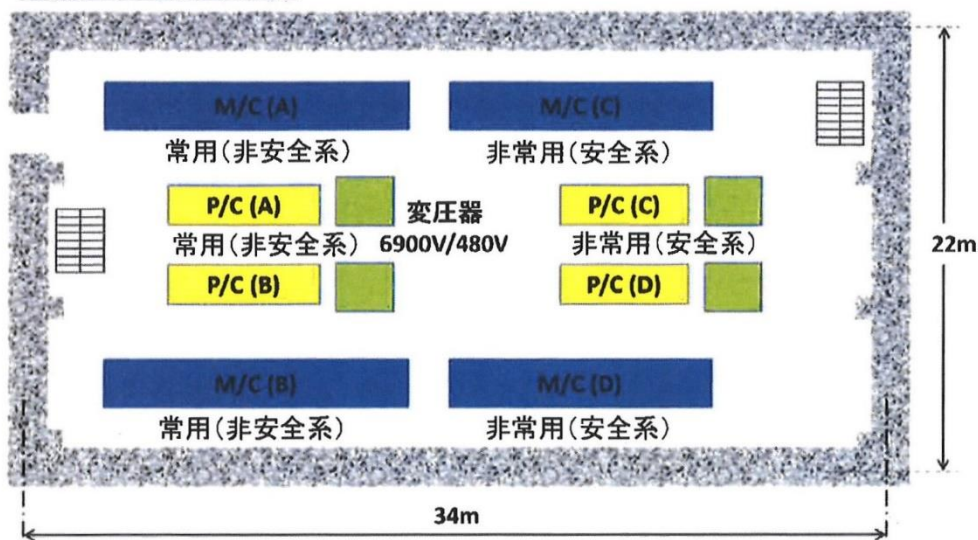 M/C (A)
M/C (C)
常用(非安全系)
非常用(安全系)
P/C (A)
変圧器
P/C (C)
常用(非安全系)
6900V/480V
非常用(安全系)
22m
P/C (B)
P/C (D)
M/C (B)
M/C (D)
常用(非安全系)
非常用(安全系)
34m